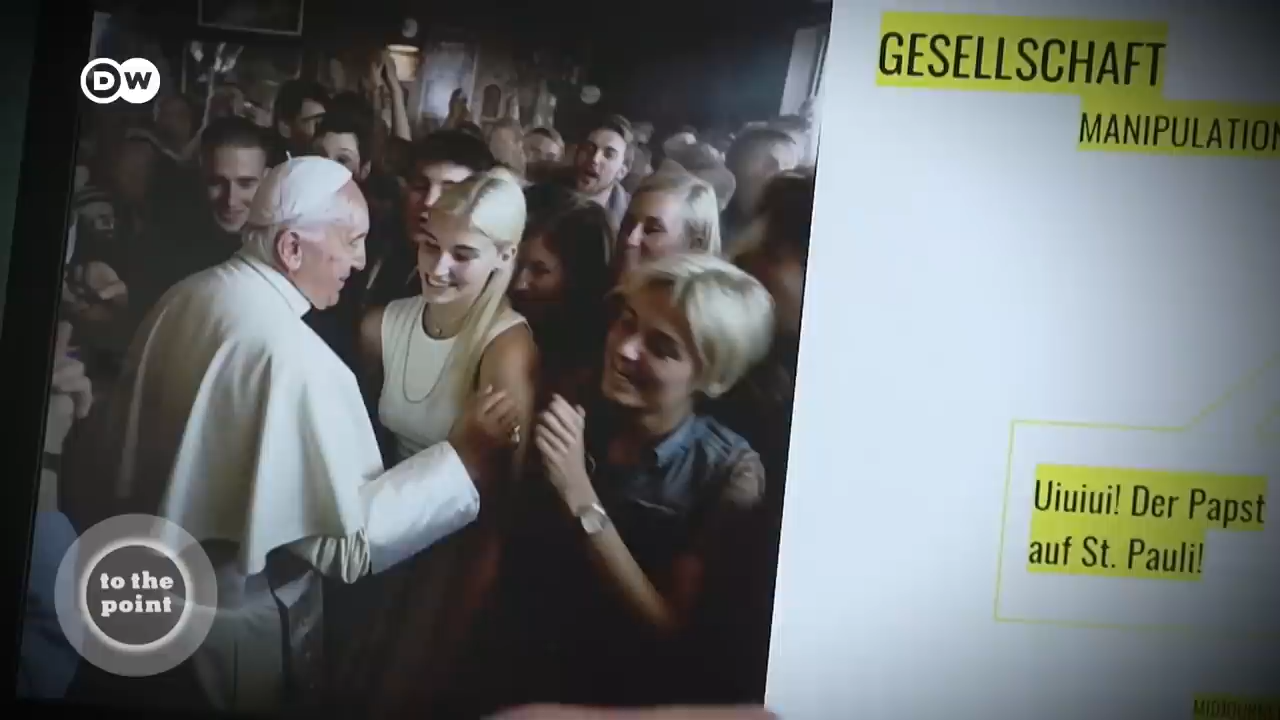 DW
GESELLSCHAFT
MANIPULATION
Uiuiui! Der Papst
auf St. Pauli!
to the
point